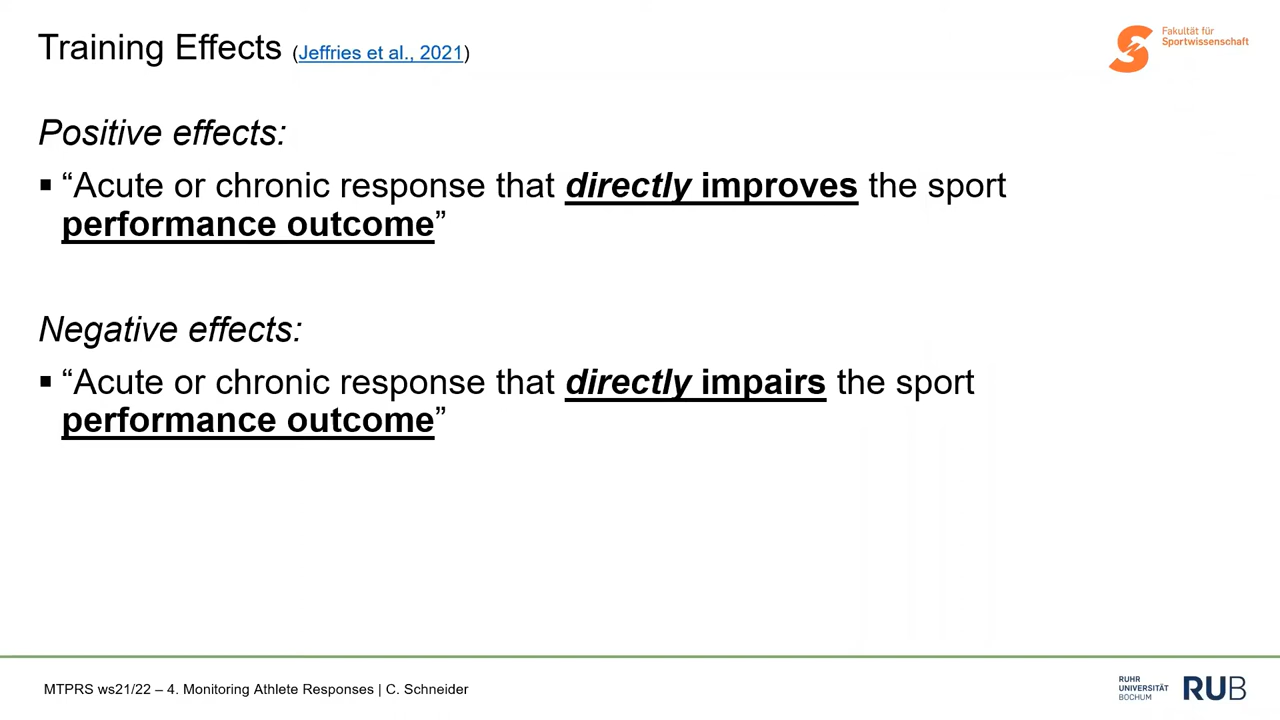 Training Effects (Jeffries et al., 2021)
Fakultät für
Sportwissenschaft
Positive effects:
▪ “Acute or chronic response that directly improves the sport
performance outcome”
Negative effects:
▪ “Acute or chronic response that directly impairs the sport
performance outcome”
MTPRS ws21/22 – 4. Monitoring Athlete Responses | C. Schneider
RUHR
UNIVERSITÄT
BOCHUM
RUB